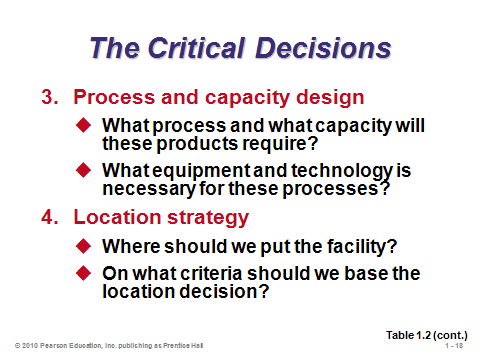 The Critical Decisions
3. Process and capacity design
What process and what capacity will
these products require?
What equipment and technology is
necessary for these processes?
4. Location strategy
Where should we put the facility?
On what criteria should we base the
location decision?
Table 1.2 (cont.)
© 2010 Pearson Education, Inc. publishing as Prentice Hall
1 - 18